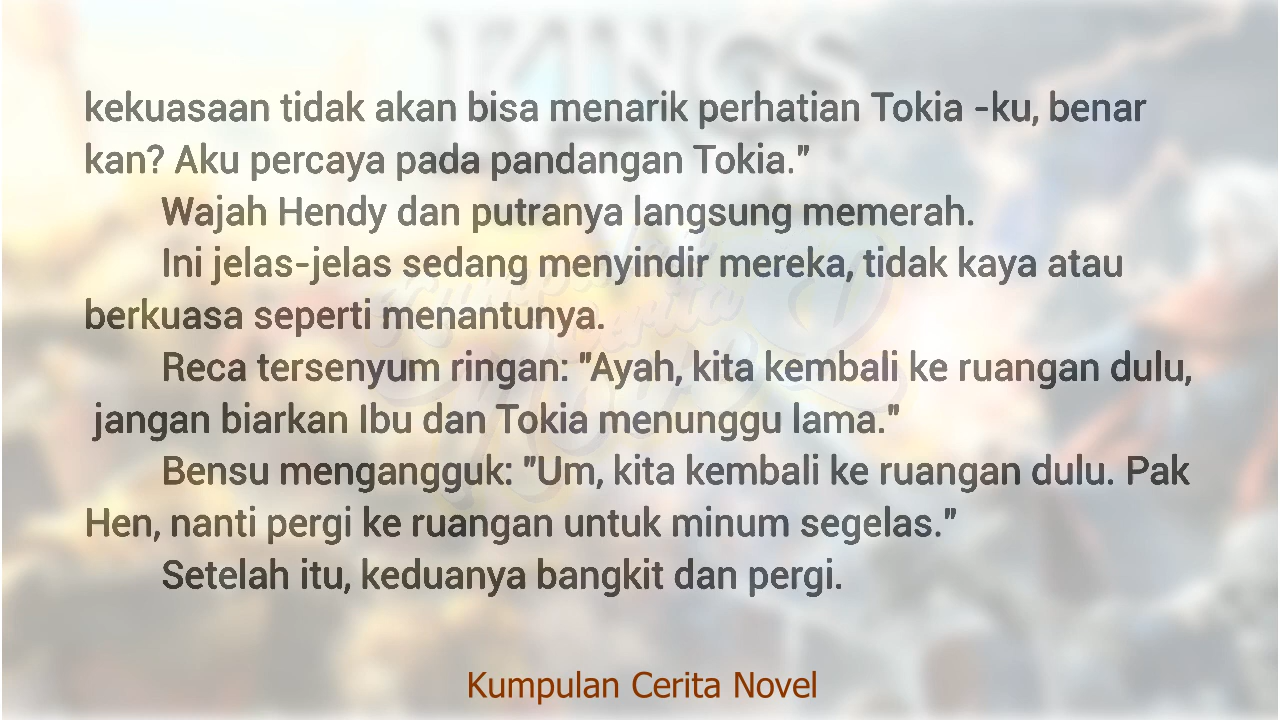 KINGS
kekuasaan tidak akan bisa menarik perhatian Tokia -ku, benar
kan? Aku percaya pada pandangan Tokia."
Wajah Hendy dan putranya langsung memerah.
Ini jelas-jelas sedang menyindir mereka, tidak kaya atau
berkuasa seperti menantunya.
Reca tersenyum ringan: "Ayah, kita kembali ke ruangan dulu,
jangan biarkan Ibu dan Tokia menunggu lama."
Bensu mengangguk: "Um, kita kembali ke ruangan dulu. Pak
Hen, nanti pergi ke ruangan untuk minum segelas."
Setelah itu, keduanya bangkit dan pergi.
Kumpulan Cerita Novel